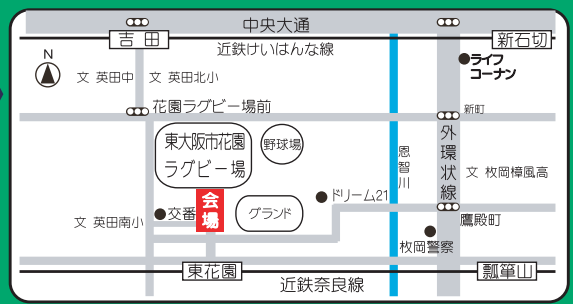 中央大通
吉田
新石切
近鉄けいはんな線
N
ライフ
コーナン
文 英田中
文 英田北小
花園ラグビー場前
新町
東大阪市花園
ラグビー場
野球場
外環状線
恩智川
文 枚岡樟風高
ドリーム21
会場
グランド
交番
文 英田南小
鷹殿町
枚岡警察
東花園
瓢箪山
近鉄奈良線